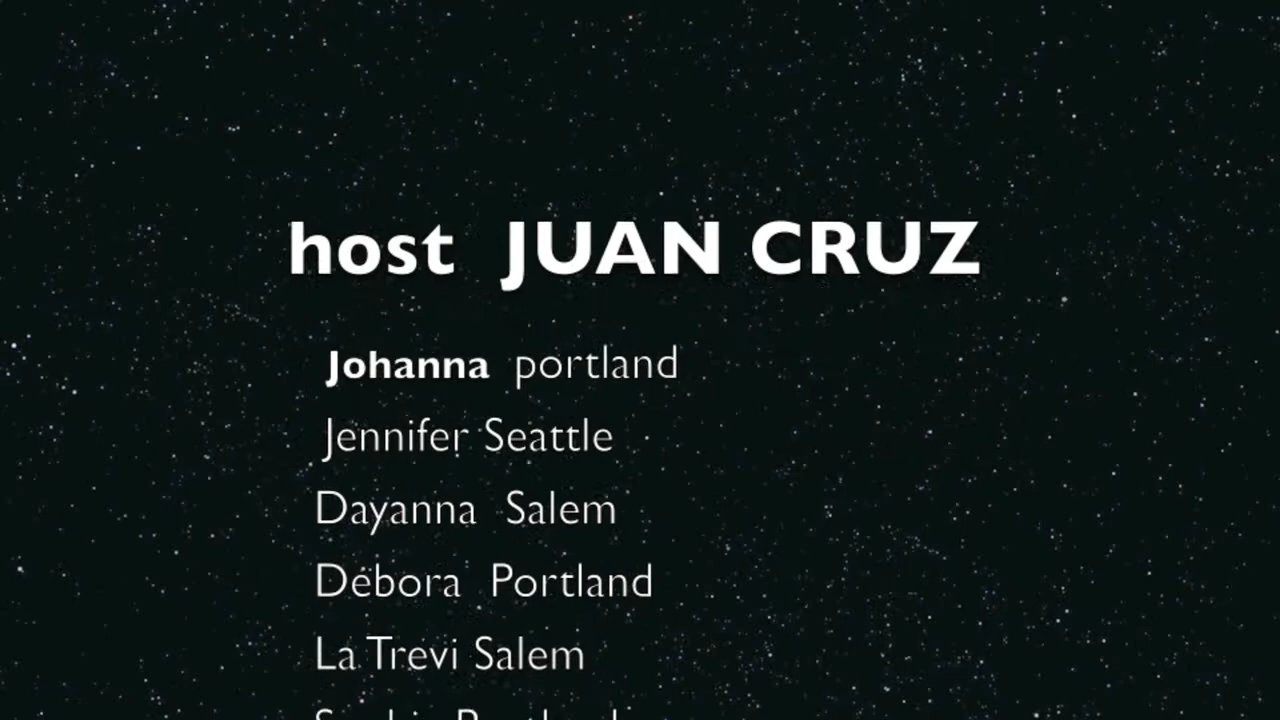 host JUAN CRUZ
Johanna portland
Jennifer Seattle
Dayanna Salem
Debora Portland
La Trevi Salem